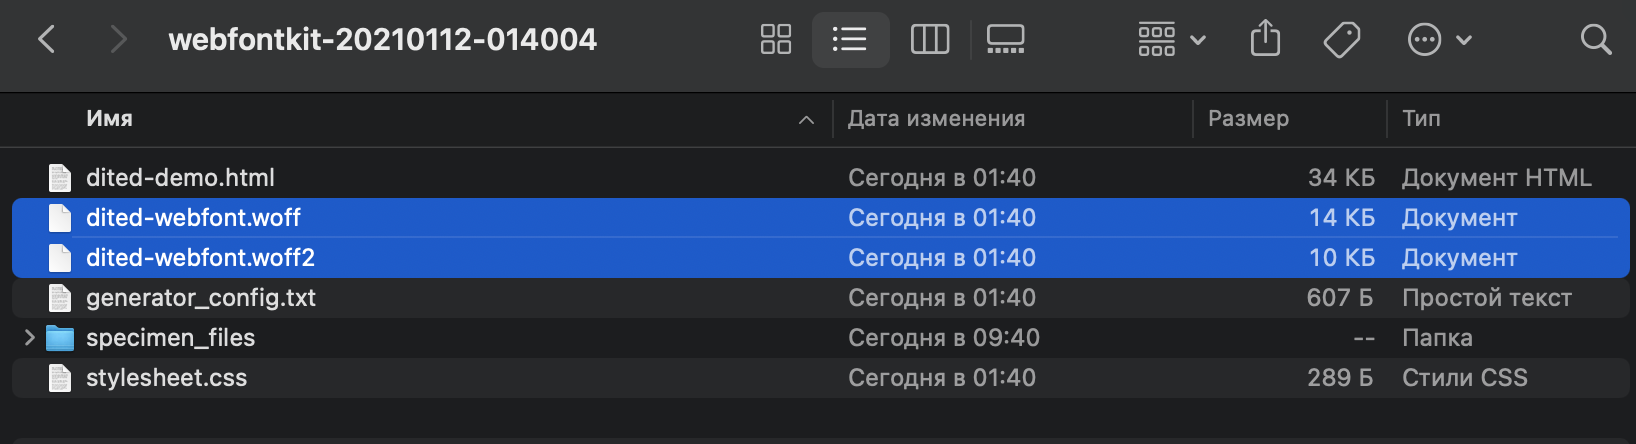 webfontkit-20210112-014004
Имя Дата изменения Размер Тип
dited-demo.html Сегодня в 01:40 34 КБ Документ HTML
dited-webfont.woff Сегодня в 01:40 14 КБ Документ
dited-webfont.woff2 Сегодня в 01:40 10 КБ Документ
generator_config.txt Сегодня в 01:40 607 Б Простой текст
specimen_files Сегодня в 09:40 -- Папка
stylesheet.css Сегодня в 01:40 289 Б Стили CSS